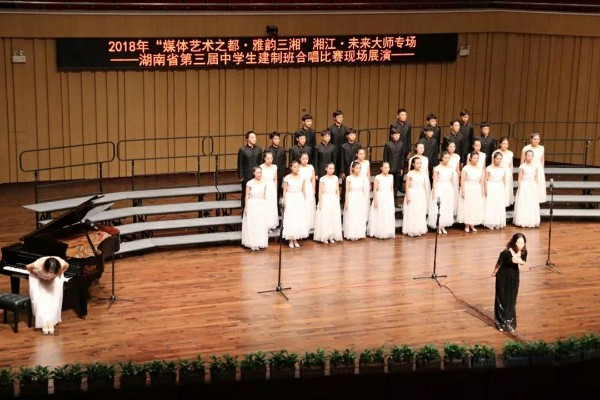 2018年“媒体艺术之都·雅韵三湘”湘江·未来大师专场
——湖南省第三届中学生建制班合唱比赛现场展演——